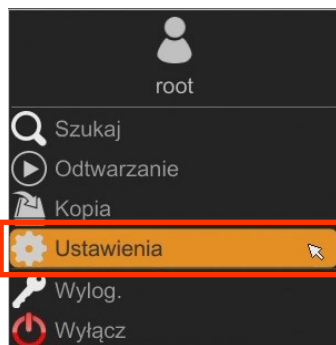 root
Szukaj
Odtwarzanie
Kopia
Ustawienia
Wylog.
Wyłącz